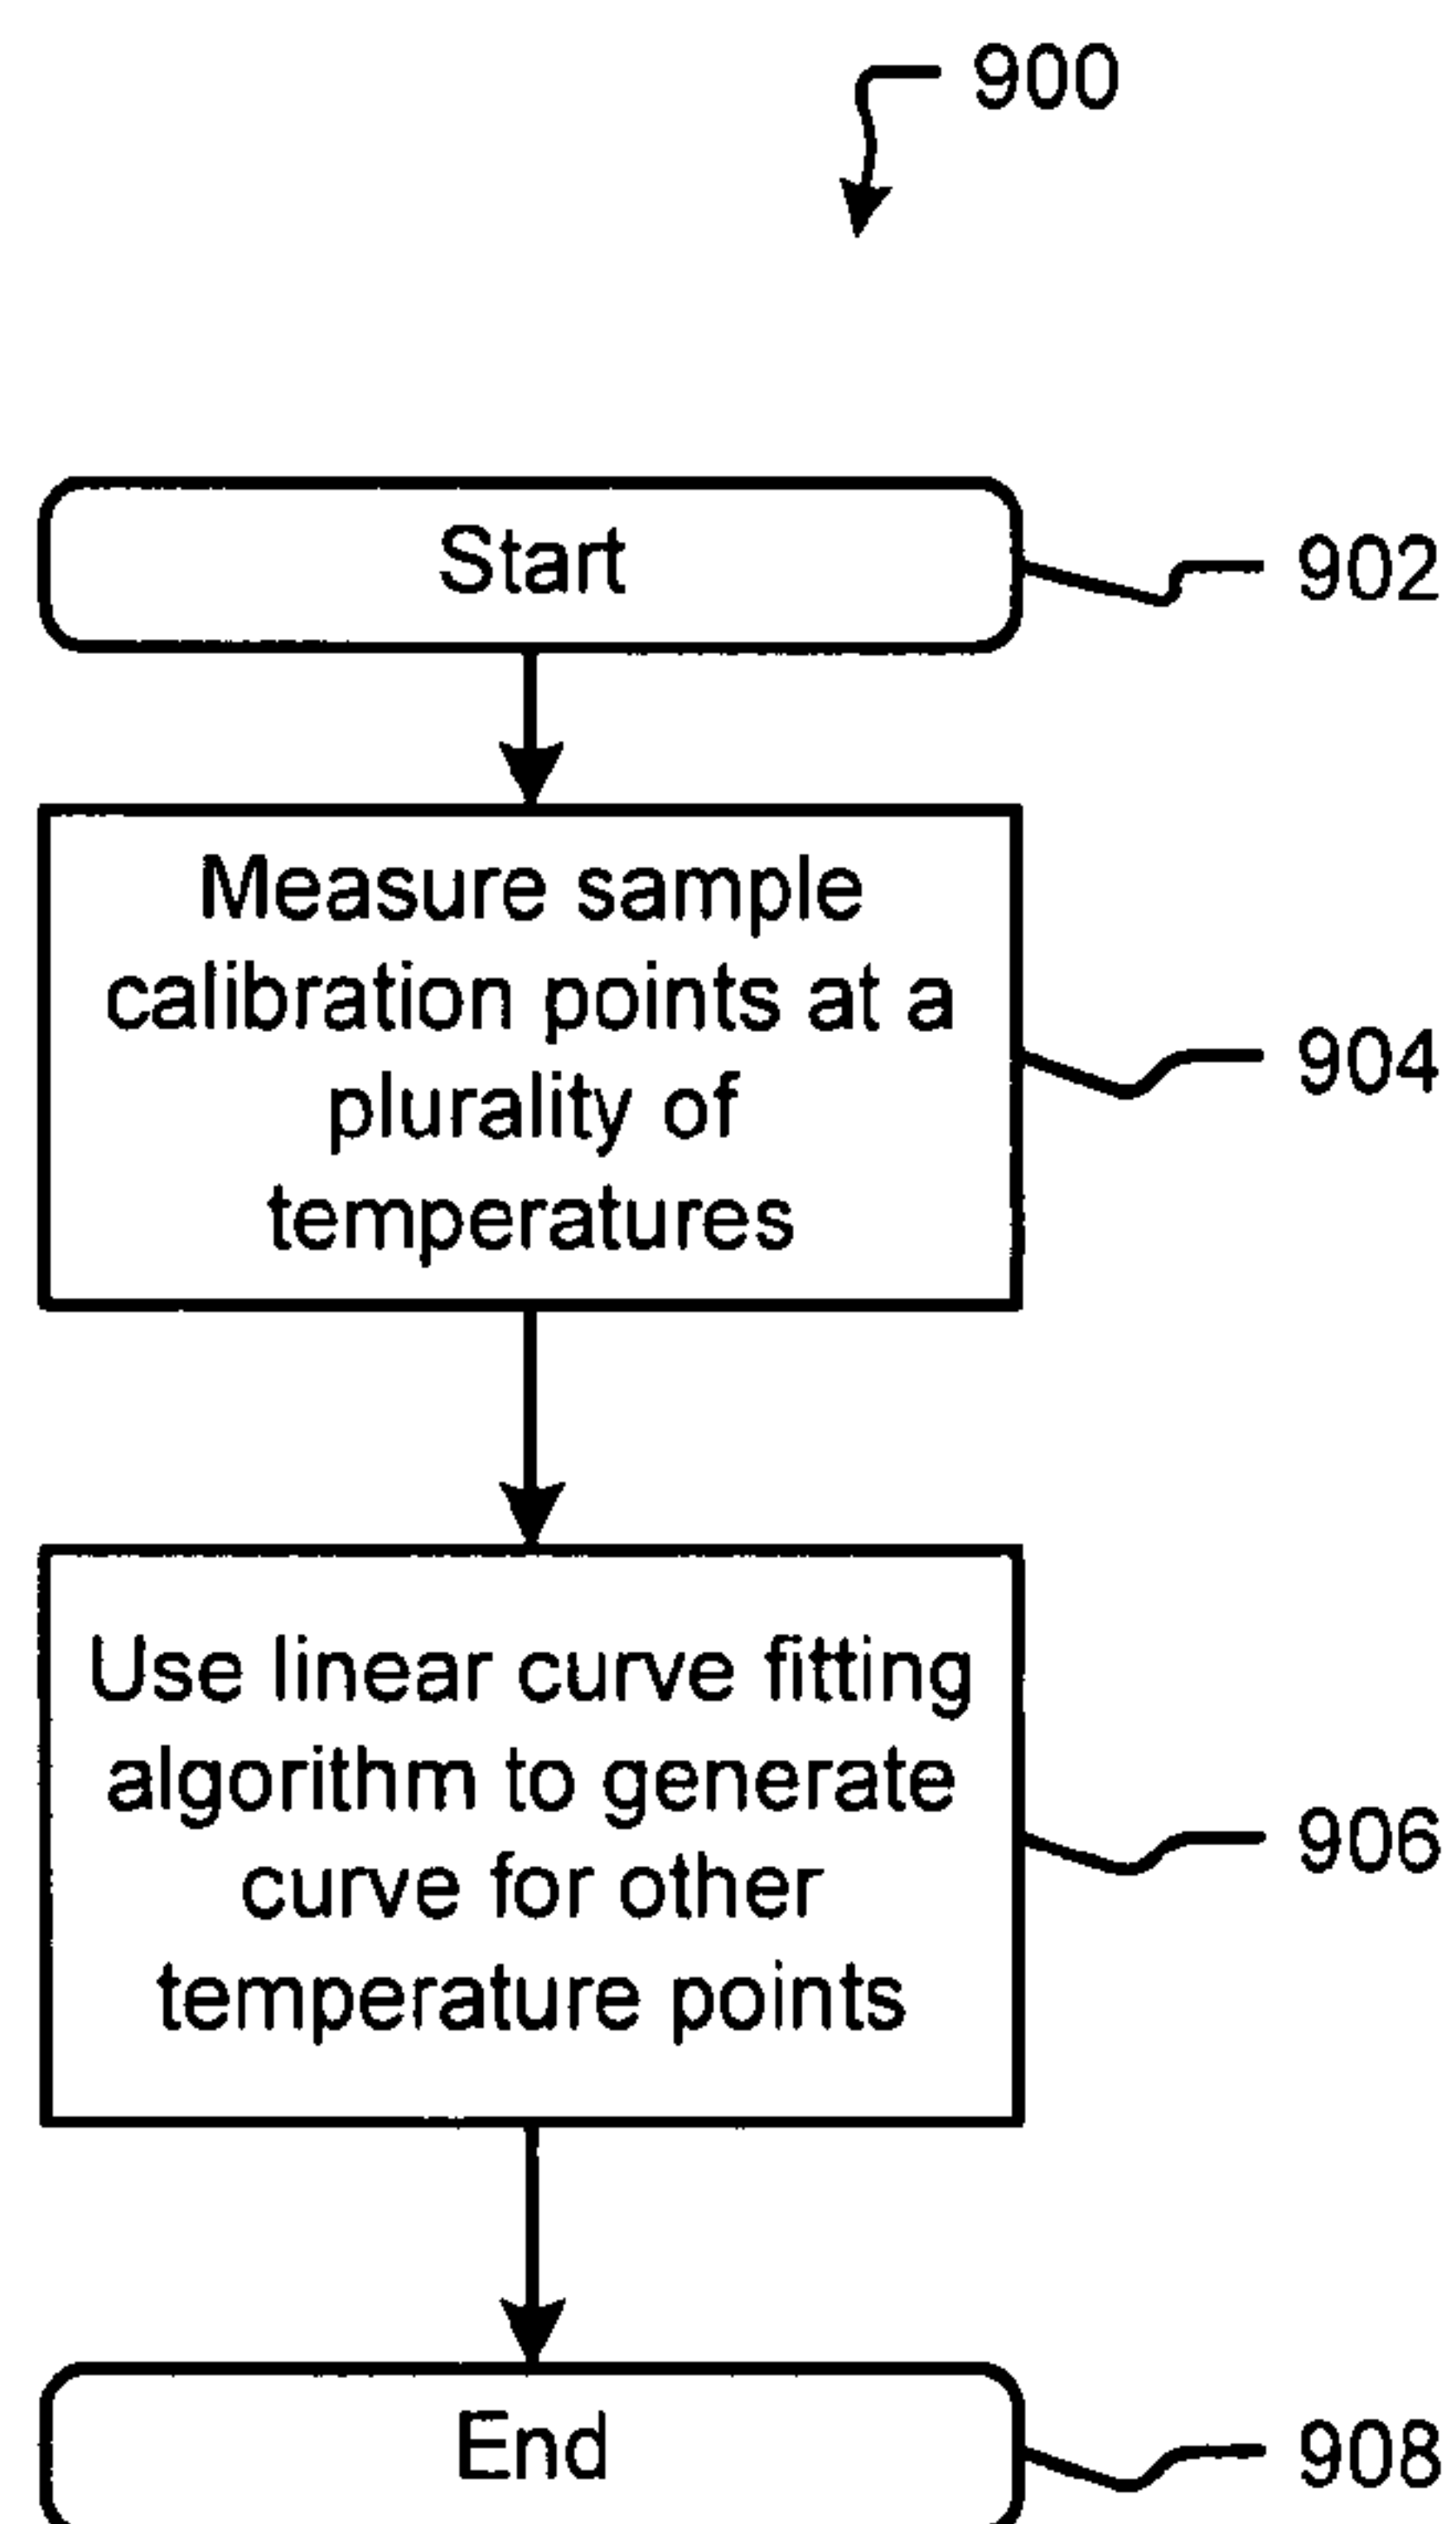 900
Start
902
Measure sample
calibration points at a
plurality of
temperatures
904
Use linear curve fitting
algorithm to generate
curve for other
temperature points
906
End
908